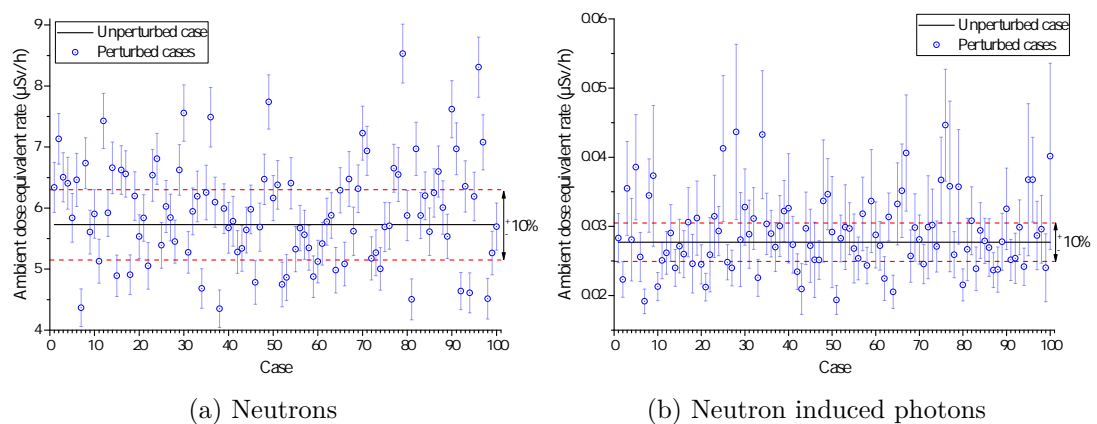 Unperturbed case
Perturbed cases
Ambient dose equivalent rate (µSv/h)
9
8
7
6
5
4
0 10 20 30 40 50 60 70 80 90 100
Case
+
- 10%
(a) Neutrons
Unperturbed case
Perturbed cases
Ambient dose equivalent rate (µSv/h)
0.06
0.05
0.04
0.03
0.02
0 10 20 30 40 50 60 70 80 90 100
Case
+
- 10%
(b) Neutron induced photons